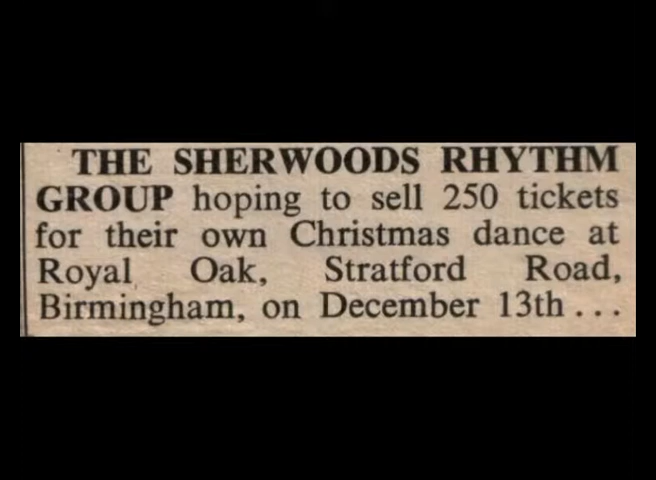 THE SHERWOODS RHYTHM
GROUP hoping to sell 250 tickets
for their own Christmas dance at
Royal Oak, Stratford Road,
Birmingham, on December 13th . . .